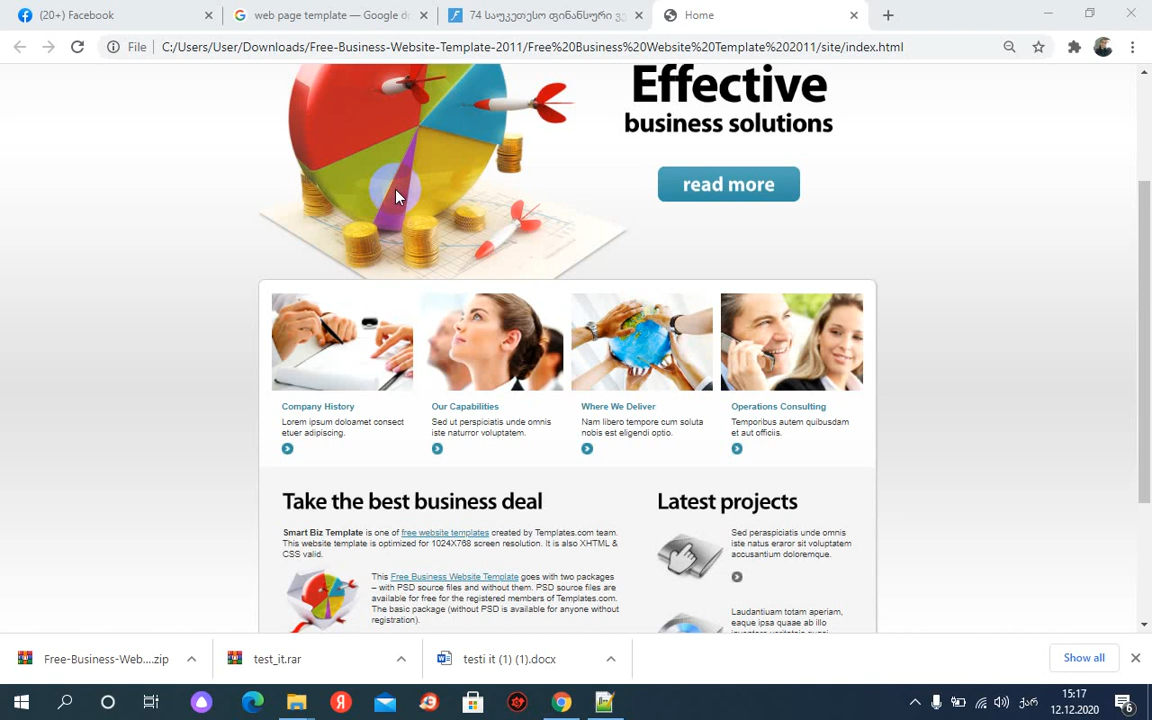 (20+) Facebook
web page template — Google d
74 საუკეთესო ფინანსური ვე
Home
File
C:/Users/User/Downloads/Free-Business-Website-Template-2011/Free%20Business%20Website%20Template%202011/site/index.html
Effective
business solutions
read more
Company History
Lorem ipsum doloamet consect
etuer adipiscing.
Our Capabilities
Sed ut perspiciatis unde omnis
iste naturror voluptatem.
Where We Deliver
Nam libero tempore cum soluta
nobis est eligendi optio.
Operations Consulting
Temporibus autem quibusdam
et aut officiis.
Take the best business deal
Smart Biz Template is one of free website templates created by Templates.com team.
This website template is optimized for 1024X768 screen resolution. It is also XHTML &
CSS valid.
This Free Business Website Template goes with two packages
– with PSD source files and without them. PSD source files are
available for free for the registered members of Templates.com.
The basic package (without PSD is available for anyone without
registration).
Latest projects
Sed peraspiciatis unde omnis
iste natus eraror sit voluptatem
accusantium doloremque.
Laudantiuam totam aperiam,
eaque ipsa quaae ab illo
Free-Business-Web....zip
test_it.rar
testi it (1) (1).docx
Show all
ქარ
15:17
12.12.2020
6